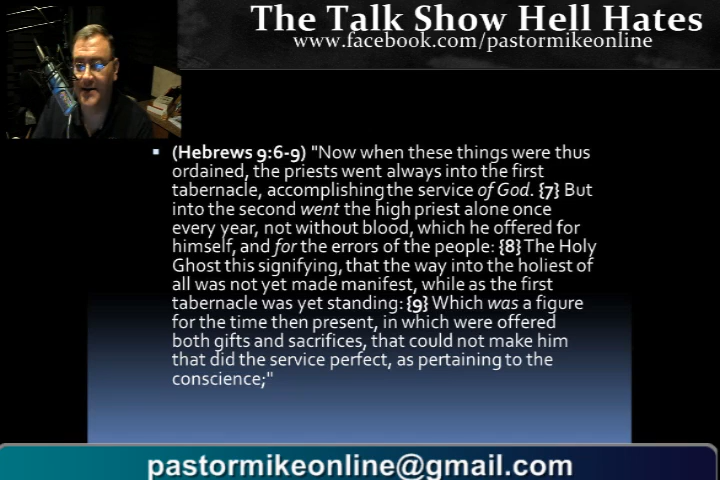 The Talk Show Hell Hates
www.facebook.com/pastormikeonline
▪ (Hebrews 9:6-9) "Now when these things were thus
ordained, the priests went always into the first
tabernacle, accomplishing the service of God. {7} But
into the second went the high priest alone once
every year, not without blood, which he offered for
himself, and for the errors of the people: {8} The Holy
Ghost this signifying, that the way into the holiest of
all was not yet made manifest, while as the first
tabernacle was yet standing: {9} Which was a figure
for the time then present, in which were offered
both gifts and sacrifices, that could not make him
that did the service perfect, as pertaining to the
conscience;"
pastormikeonline@gmail.com